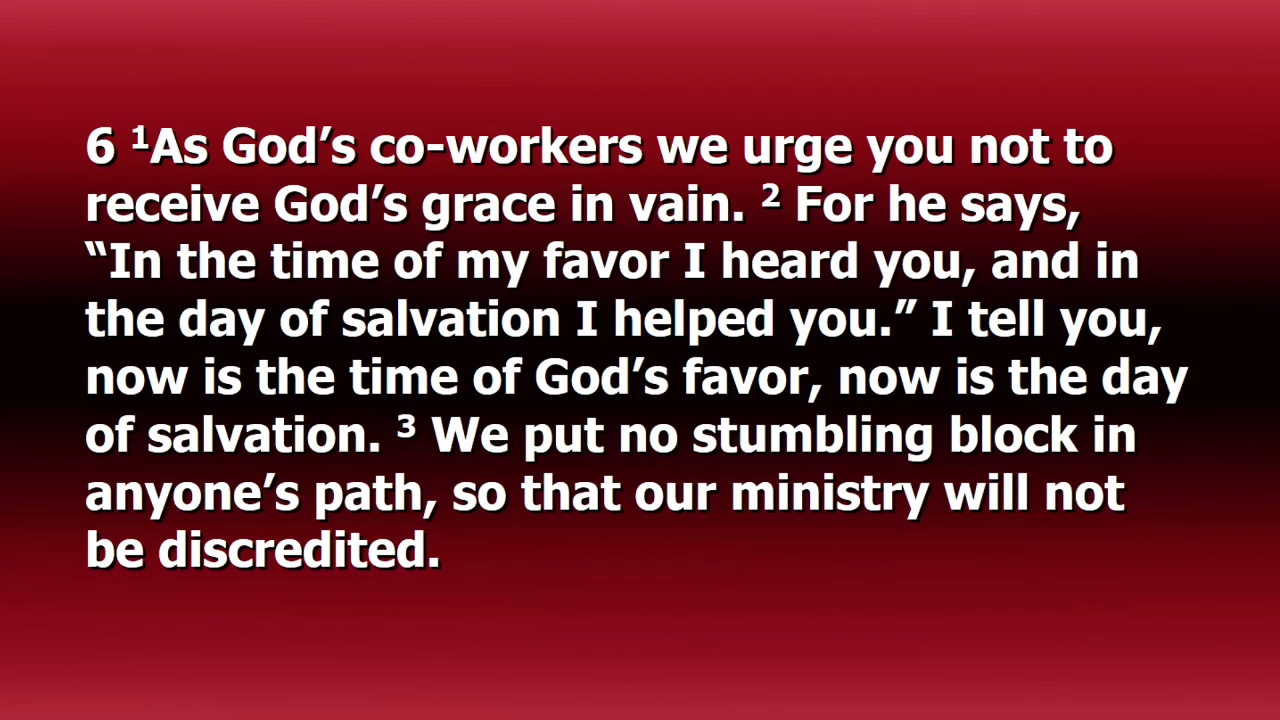 6 ¹As God’s co-workers we urge you not to
receive God’s grace in vain. ² For he says,
“In the time of my favor I heard you, and in
the day of salvation I helped you.” I tell you,
now is the time of God’s favor, now is the day
of salvation. ³ We put no stumbling block in
anyone’s path, so that our ministry will not
be discredited.